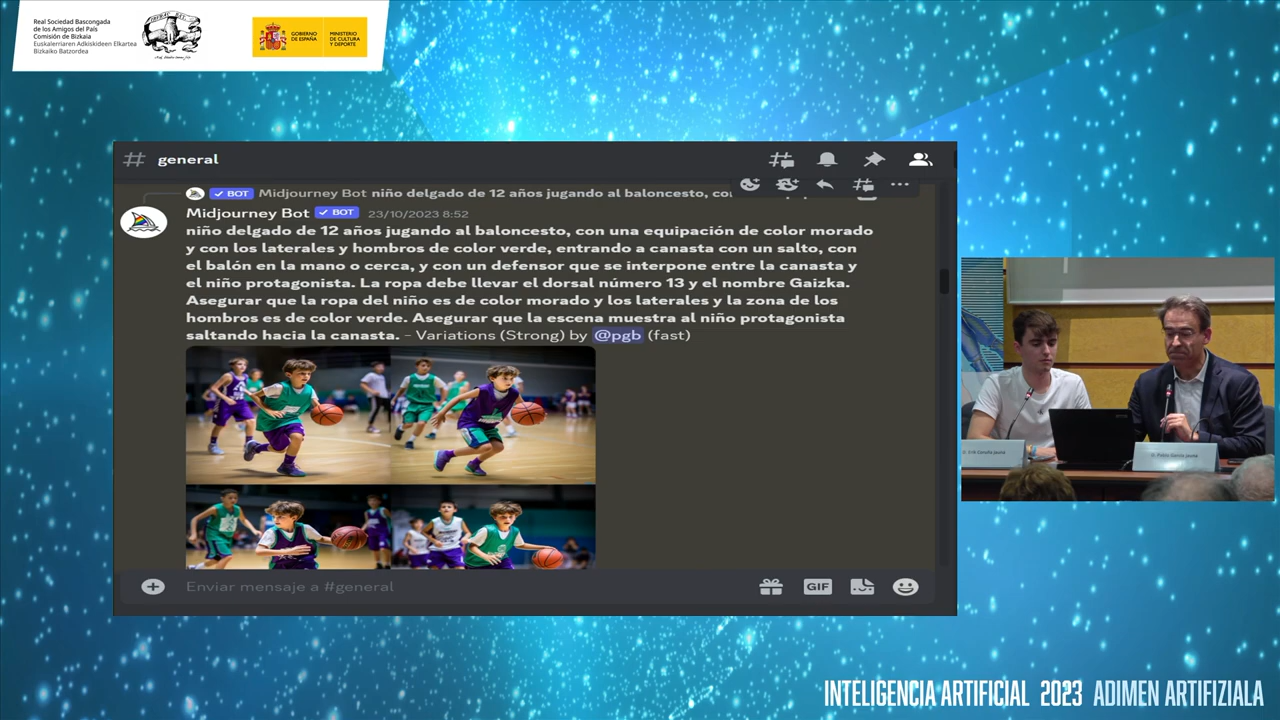 Real Sociedad Bascongada
de los Amigos del País
Comisión de Bizkaia
Euskalerriaren Adkiskideen Elkartea
Bizkaiko Batzordea
GOBIERNO
DE ESPAÑA
MINISTERIO
DE CULTURA
Y DEPORTE
# general
BOT Midjourney Bot niño delgado de 12 años jugando al baloncesto, co
Midjourney Bot BOT 23/10/2023 8:52
niño delgado de 12 años jugando al baloncesto, con una equipación de color morado
y con los laterales y hombros de color verde, entrando a canasta con un salto, con
el balón en la mano o cerca, y con un defensor que se interpone entre la canasta y
el niño protagonista. La ropa debe llevar el dorsal número 13 y el nombre Gaizka.
Asegurar que la ropa del niño es de color morado y los laterales y la zona de los
hombros es de color verde. Asegurar que la escena muestra al niño protagonista
saltando hacia la canasta. - Variations (Strong) by @pgb (fast)
Enviar mensaje a #general
GIF
INTELIGENCIA ARTIFICIAL 2023 ADIMEN ARTIFIZIALA